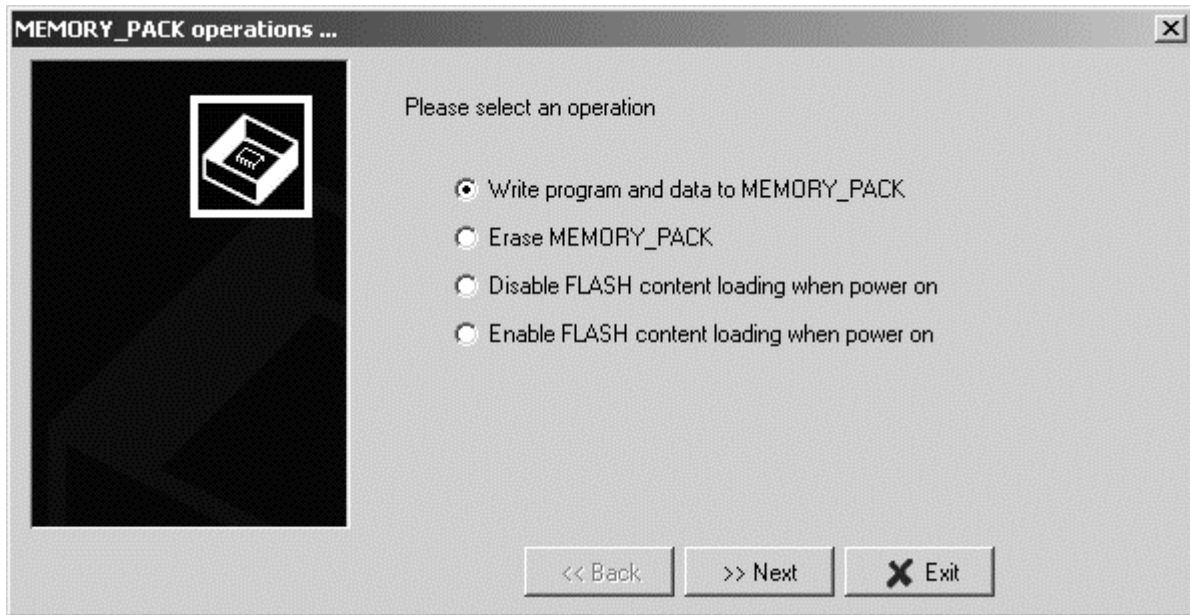 MEMORY_PACK operations ...
Please select an operation
Write program and data to MEMORY_PACK
Erase MEMORY_PACK
Disable FLASH content loading when power on
Enable FLASH content loading when power on
<< Back
>> Next
Exit